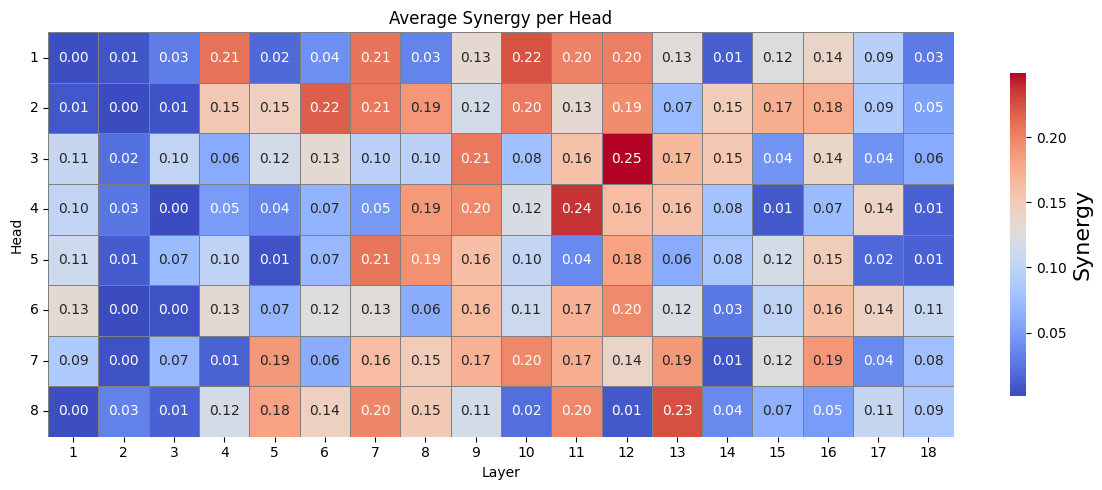 Average Synergy per Head
1 0.00 0.01 0.03 0.21 0.02 0.04 0.21 0.03 0.13 0.22 0.20 0.20 0.13 0.01 0.12 0.14 0.09 0.03
2 0.01 0.00 0.01 0.15 0.15 0.22 0.21 0.19 0.12 0.20 0.13 0.19 0.07 0.15 0.17 0.18 0.09 0.05
3 0.11 0.02 0.10 0.06 0.12 0.13 0.10 0.10 0.21 0.08 0.16 0.25 0.17 0.15 0.04 0.14 0.04 0.06
4 0.10 0.03 0.00 0.05 0.04 0.07 0.05 0.19 0.20 0.12 0.24 0.16 0.16 0.08 0.01 0.07 0.14 0.01
5 0.11 0.01 0.07 0.10 0.01 0.07 0.21 0.19 0.16 0.10 0.04 0.18 0.06 0.08 0.12 0.15 0.02 0.01
6 0.13 0.00 0.00 0.13 0.07 0.12 0.13 0.06 0.16 0.11 0.17 0.20 0.12 0.03 0.10 0.16 0.14 0.11
7 0.09 0.00 0.07 0.01 0.19 0.06 0.16 0.15 0.17 0.20 0.17 0.14 0.19 0.01 0.12 0.19 0.04 0.08
8 0.00 0.03 0.01 0.12 0.18 0.14 0.20 0.15 0.11 0.02 0.20 0.01 0.23 0.04 0.07 0.05 0.11 0.09
1 2 3 4 5 6 7 8 9 10 11 12 13 14 15 16 17 18
Layer
Head
0.20
0.15
0.10
0.05
Synergy